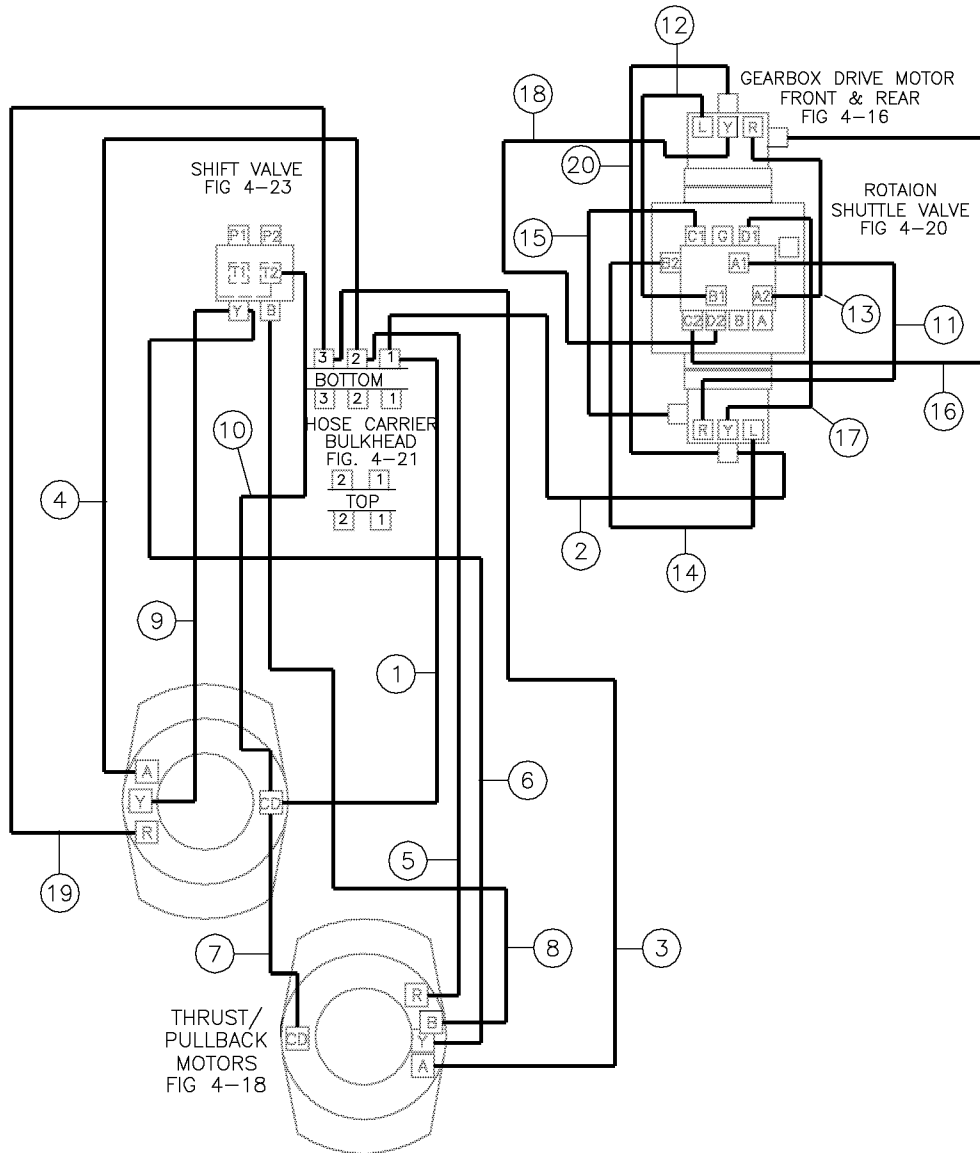 12
GEARBOX DRIVE MOTOR
FRONT & REAR
FIG 4-16
18
L Y R
20
SHIFT VALVE
FIG 4-23
ROTAION
SHUTTLE VALVE
FIG 4-20
15
P1 P2
C1 G D1
T1 T2
B2 A1
B1 A2
Y B
C2 D2 B A
13
11
3 2 1
BOTTOM
3 2 1
HOSE CARRIER
BULKHEAD
FIG. 4-21
16
10
R Y L
17
2 1
TOP
2 1
4
2
14
9
1
A
Y CD
R
6
5
19
7
8
3
R
B
CD Y
A
THRUST/
PULLBACK
MOTORS
FIG 4-18